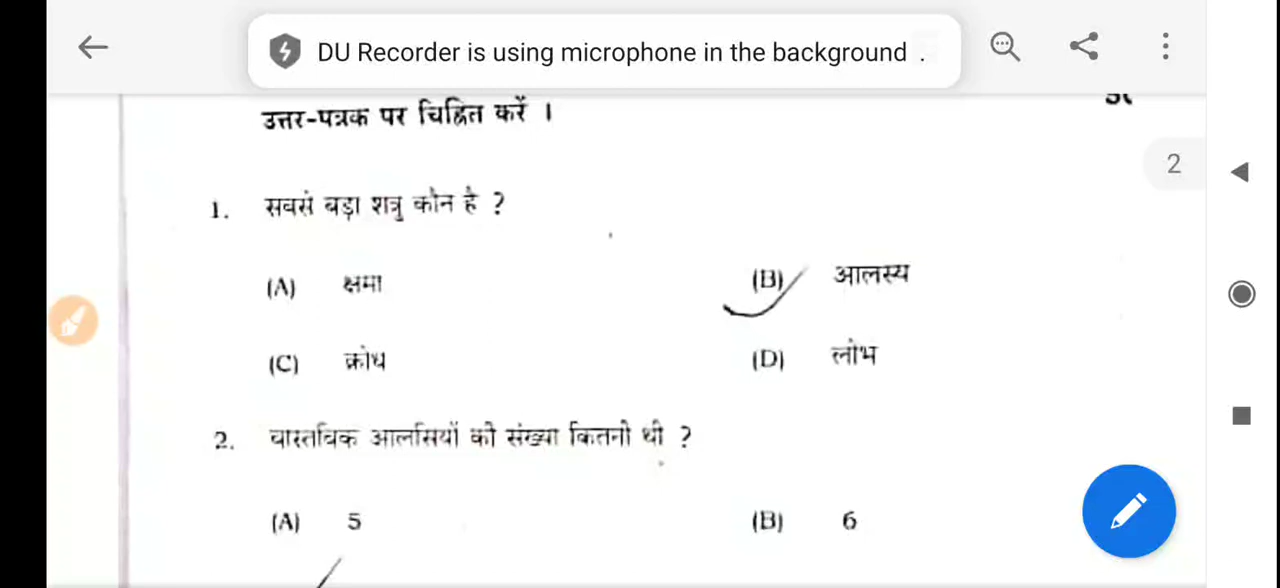 DU Recorder is using microphone in the background .
उत्तर-पत्रक पर चिह्नित करें ।
2
1. सबसे बड़ा शत्रु कौन है ?
(A) क्षमा (B) आलस्य
(C) क्रोध (D) लोभ
2. वास्तविक आलसियों की संख्या कितनी थी ?
(A) 5 (B) 6